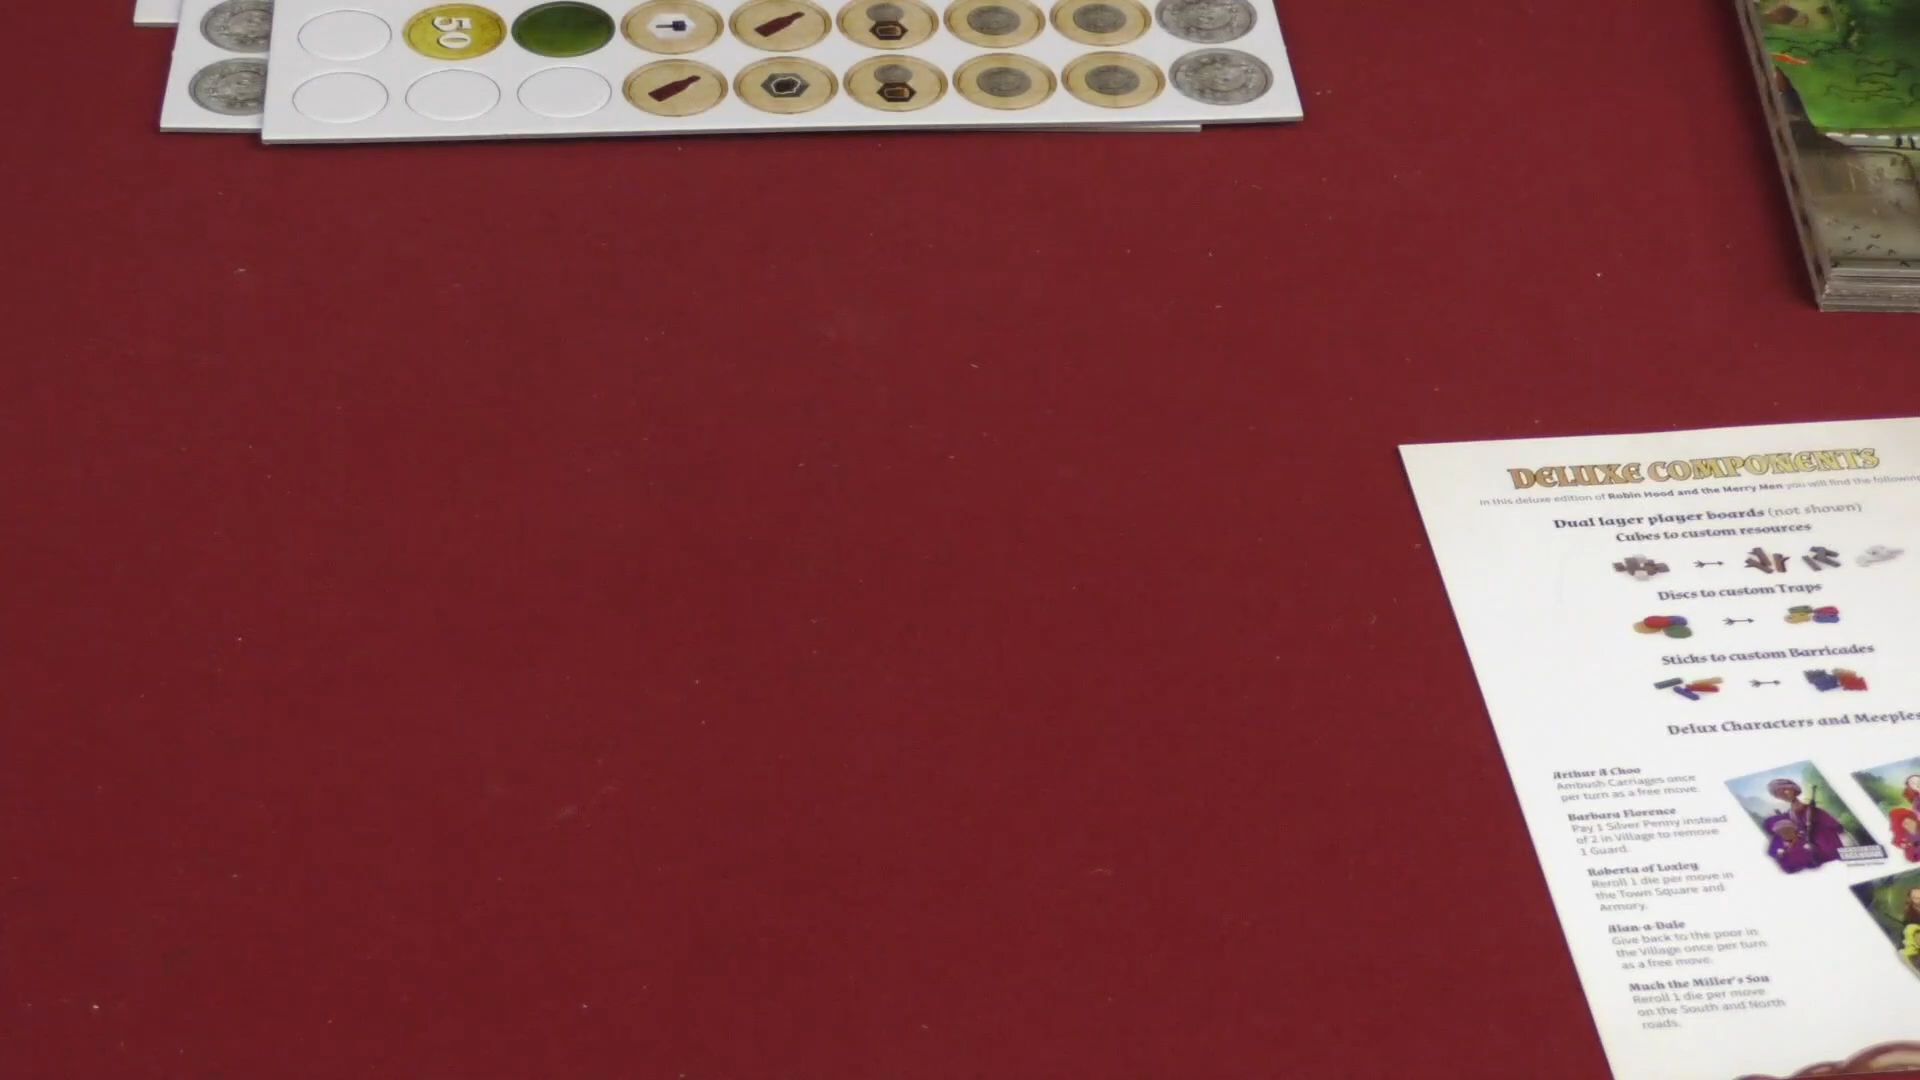 50
DELUXE COMPONENTS
In this deluxe edition of Robin Hood and the Merry Men you will find the following
Dual layer player boards (not shown)
Cubes to custom resources
Discs to custom Traps
Sticks to custom Barricades
Delux Characters and Meeples
Arthur A Choo
Ambush Carriages once
per turn as a free move.
Barbara Florence
Pay 1 Silver Penny instead
of 2 in Village to remove
1 Guard.
Roberta of Loxley
Reroll 1 die per move in
the Town Square and
Armory.
Alan-a-Dale
Give back to the poor in
the Village once per turn
as a free move.
Much the Miller's Son
Reroll 1 die per move
on the South and North
roads.